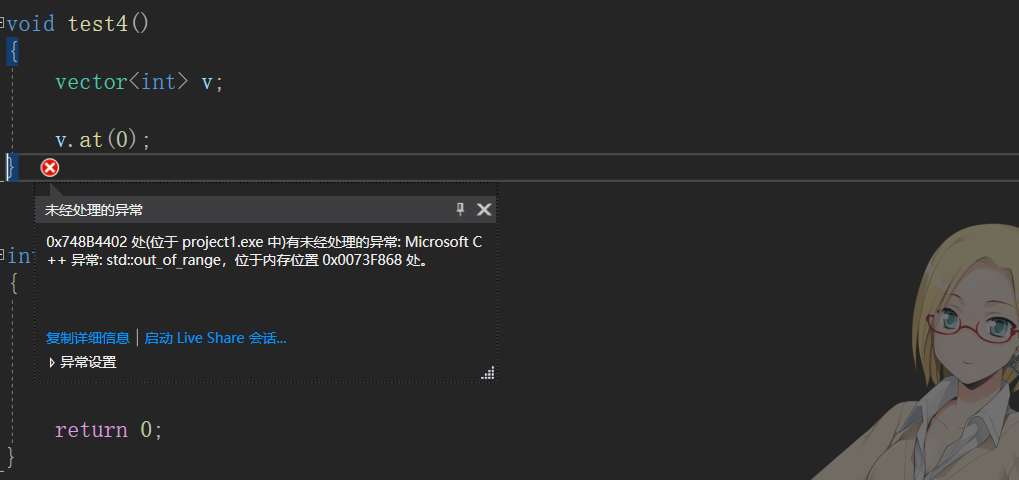 void test4()
{
vector<int> v;
v.at(0);
}
未经处理的异常
0x748B4402 处(位于 project1.exe 中)有未经处理的异常: Microsoft C
++ 异常: std::out_of_range，位于内存位置 0x0073F868 处。
in
{
复制详细信息 | 启动 Live Share 会话...
异常设置
return 0;
}